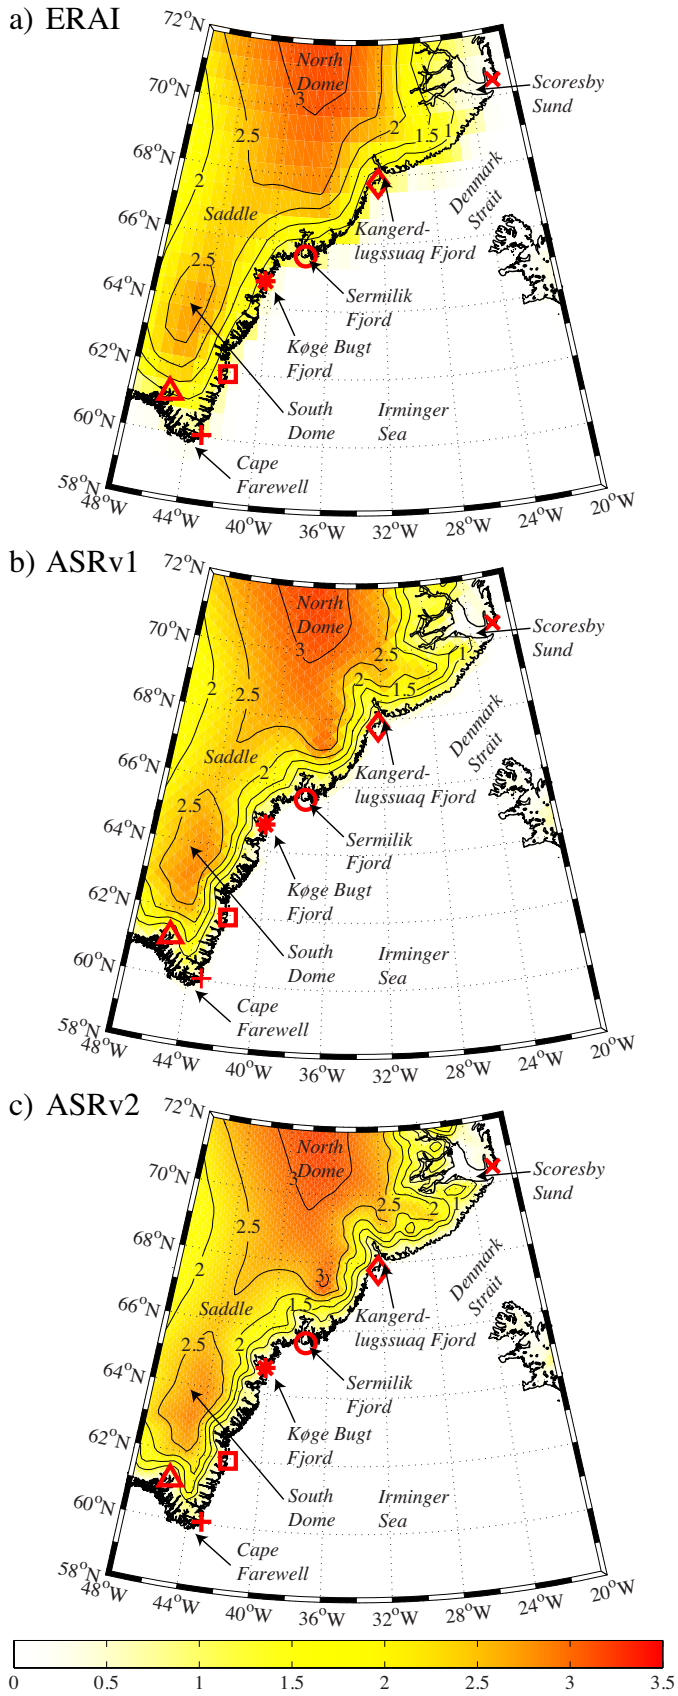 a) ERAI
72°N
70°N
68°N
66°N
64°N
62°N
60°N
58°N
48°W
44°W
40°W
36°W
32°W
28°W
24°W
20°W
North
Dome
3
2.5
2
2
1.5
1
Scoresby
Sund
Denmark
Strait
Saddle
Kangerd-
lugssuaq Fjord
2.5
Sermilik
Fjord
Køge Bugt
Fjord
South
Dome
Irminger
Sea
Cape
Farewell
b) ASRv1
72°N
70°N
68°N
66°N
64°N
62°N
60°N
58°N
48°W
44°W
40°W
36°W
32°W
28°W
24°W
20°W
North
Dome
3
2.5
2.5
2
2
1.5
1
Scoresby
Sund
Denmark
Strait
Saddle
2
Kangerd-
lugssuaq Fjord
2.5
Sermilik
Fjord
Køge Bugt
Fjord
South
Dome
Irminger
Sea
Cape
Farewell
c) ASRv2
72°N
70°N
68°N
66°N
64°N
62°N
60°N
58°N
48°W
44°W
40°W
36°W
32°W
28°W
24°W
20°W
North
Dome
3
2.5
2.5
2
2
1
Scoresby
Sund
Denmark
Strait
3
Saddle
1.5
2
Kangerd-
lugssuaq Fjord
2.5
Sermilik
Fjord
Køge Bugt
Fjord
South
Dome
Irminger
Sea
Cape
Farewell
0 0.5 1 1.5 2 2.5 3 3.5